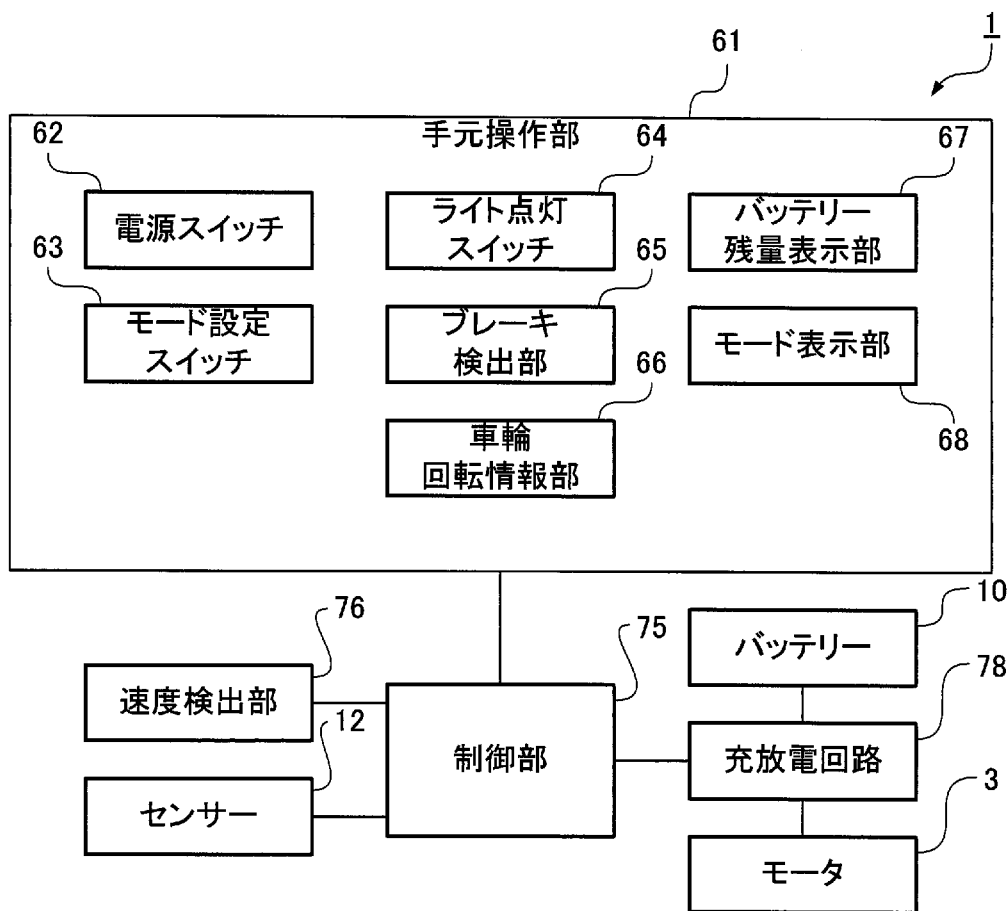 1
61
手元操作部
62
電源スイッチ
63
モード設定
スイッチ
64
ライト点灯
スイッチ
65
ブレーキ
検出部
66
車輪
回転情報部
67
バッテリー
残量表示部
モード表示部
68
76
速度検出部
12
センサー
75
制御部
10
バッテリー
78
充放電回路
3
モータ